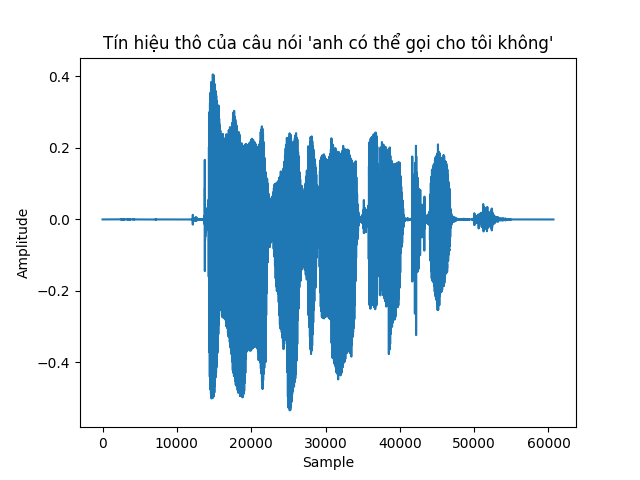 Tín hiệu thô của câu nói 'anh có thể gọi cho tôi không'
0.4
0.2
0.0
−0.2
−0.4
Amplitude
0 10000 20000 30000 40000 50000 60000
Sample